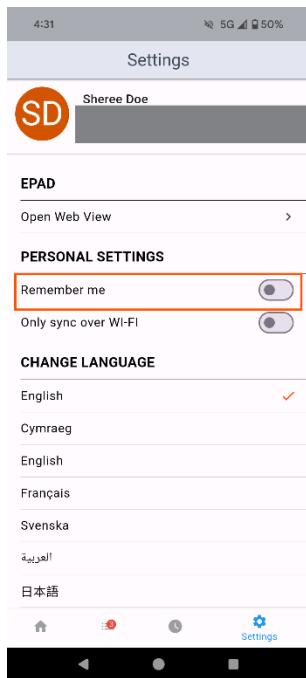 4:31 5G 50%
Settings
SD
Sheree Doe
EPAD
Open Web View
PERSONAL SETTINGS
Remember me
Only sync over WI-FI
CHANGE LANGUAGE
English
Cymraeg
English
Français
Svenska
العربية
日本語
3
Settings